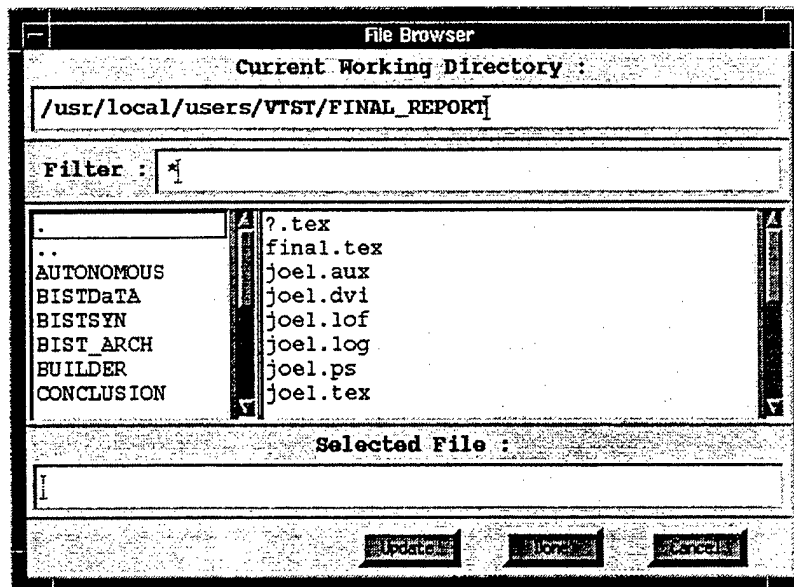 File Browser
Current Working Directory :
/usr/local/users/VTST/FINAL_REPORT
Filter : *
.
..
AUTONOMOUS
BISTDaTA
BISTSYN
BIST_ARCH
BUILDER
CONCLUSION
?.tex
final.tex
joel.aux
joel.dvi
joel.lof
joel.log
joel.ps
joel.tex
Selected File :
Update Done Cancel